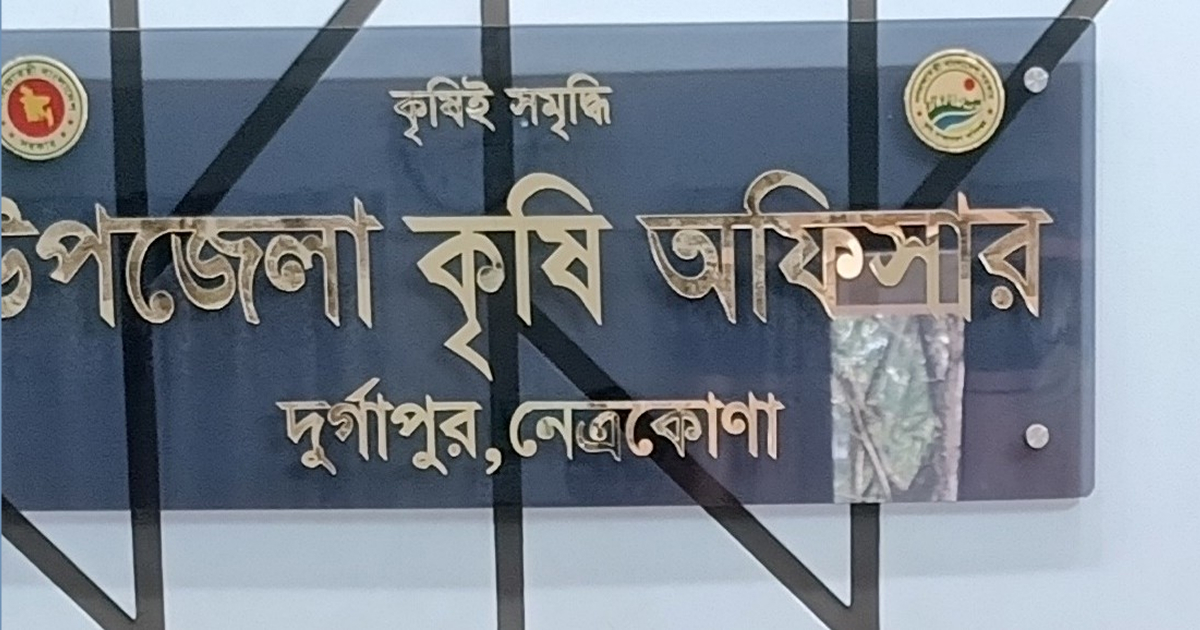 কৃষিই সমৃদ্ধি
উপজেলা কৃষি অফিসার
দুর্গাপুর,নেত্রকোণা